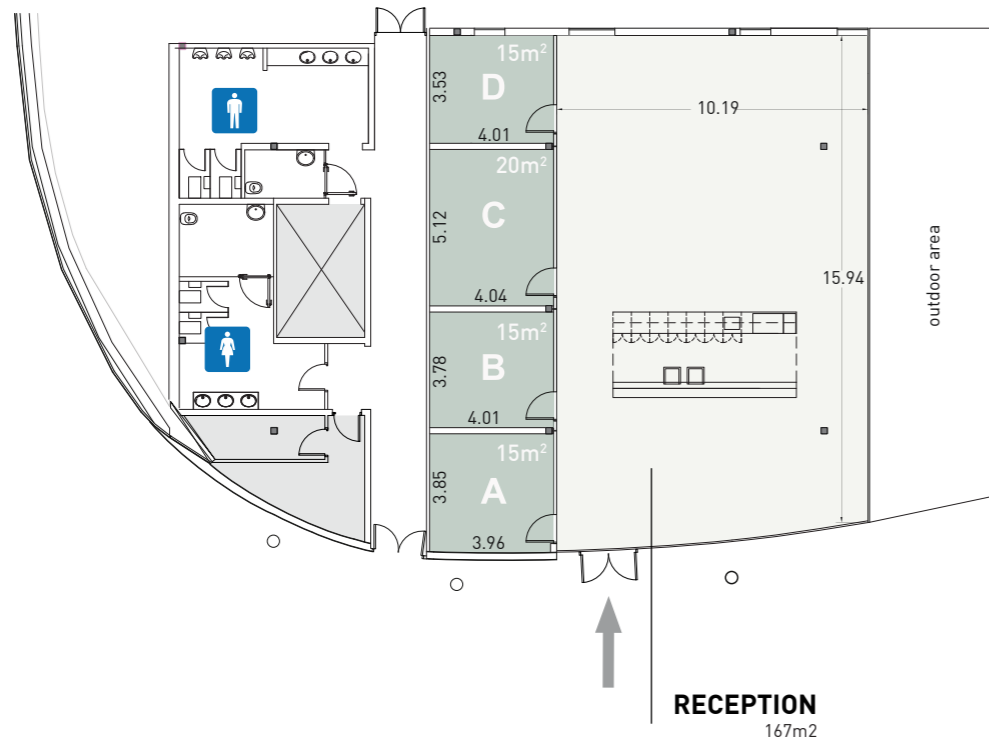 15m²
D
3.53
4.01
10.19
20m²
C
5.12
4.04
15.94
outdoor area
15m²
B
3.78
4.01
15m²
A
3.85
3.96
RECEPTION
167m2